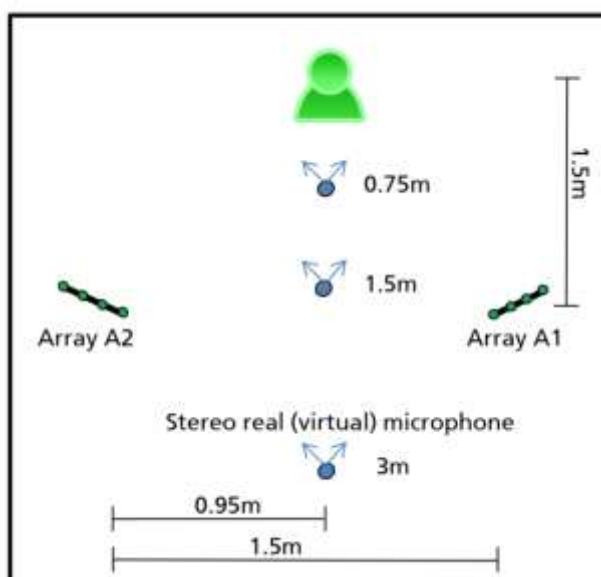 0.75m
1.5m
1.5m
Array A2
Array A1
Stereo real (virtual) microphone
3m
0.95m
1.5m